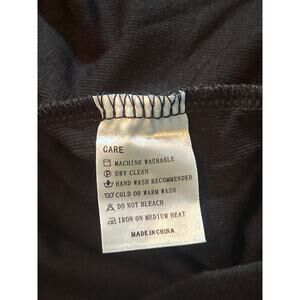 CARE
MACHINE WASHABLE
DRY CLEAN
HAND WASH RECOMMENDED
COLD OR WARM WASH
DO NOT BLEACH
IRON ON MEDIUM HEAT
MADE IN CHINA